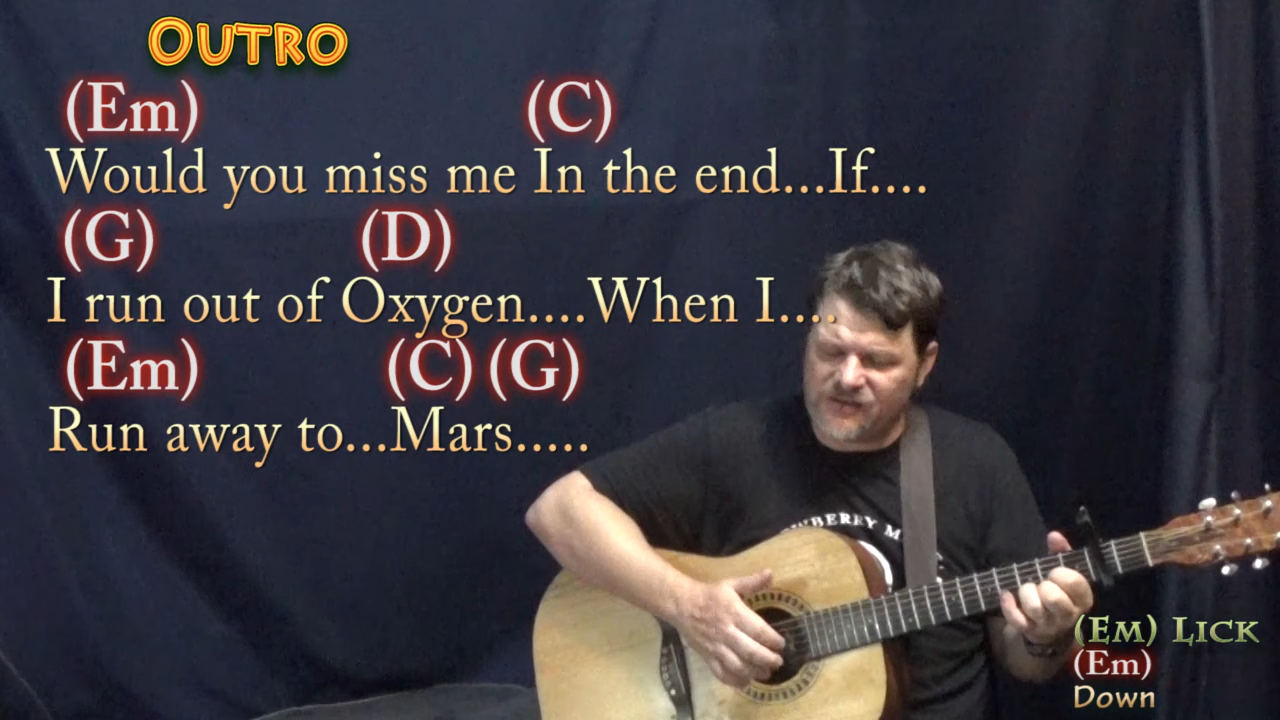 OUTRO
(Em) (C)
Would you miss me In the end...If....
(G) (D)
I run out of Oxygen....When I....
(Em) (C) (G)
Run away to...Mars.....
(EM) LICK
(Em)
Down